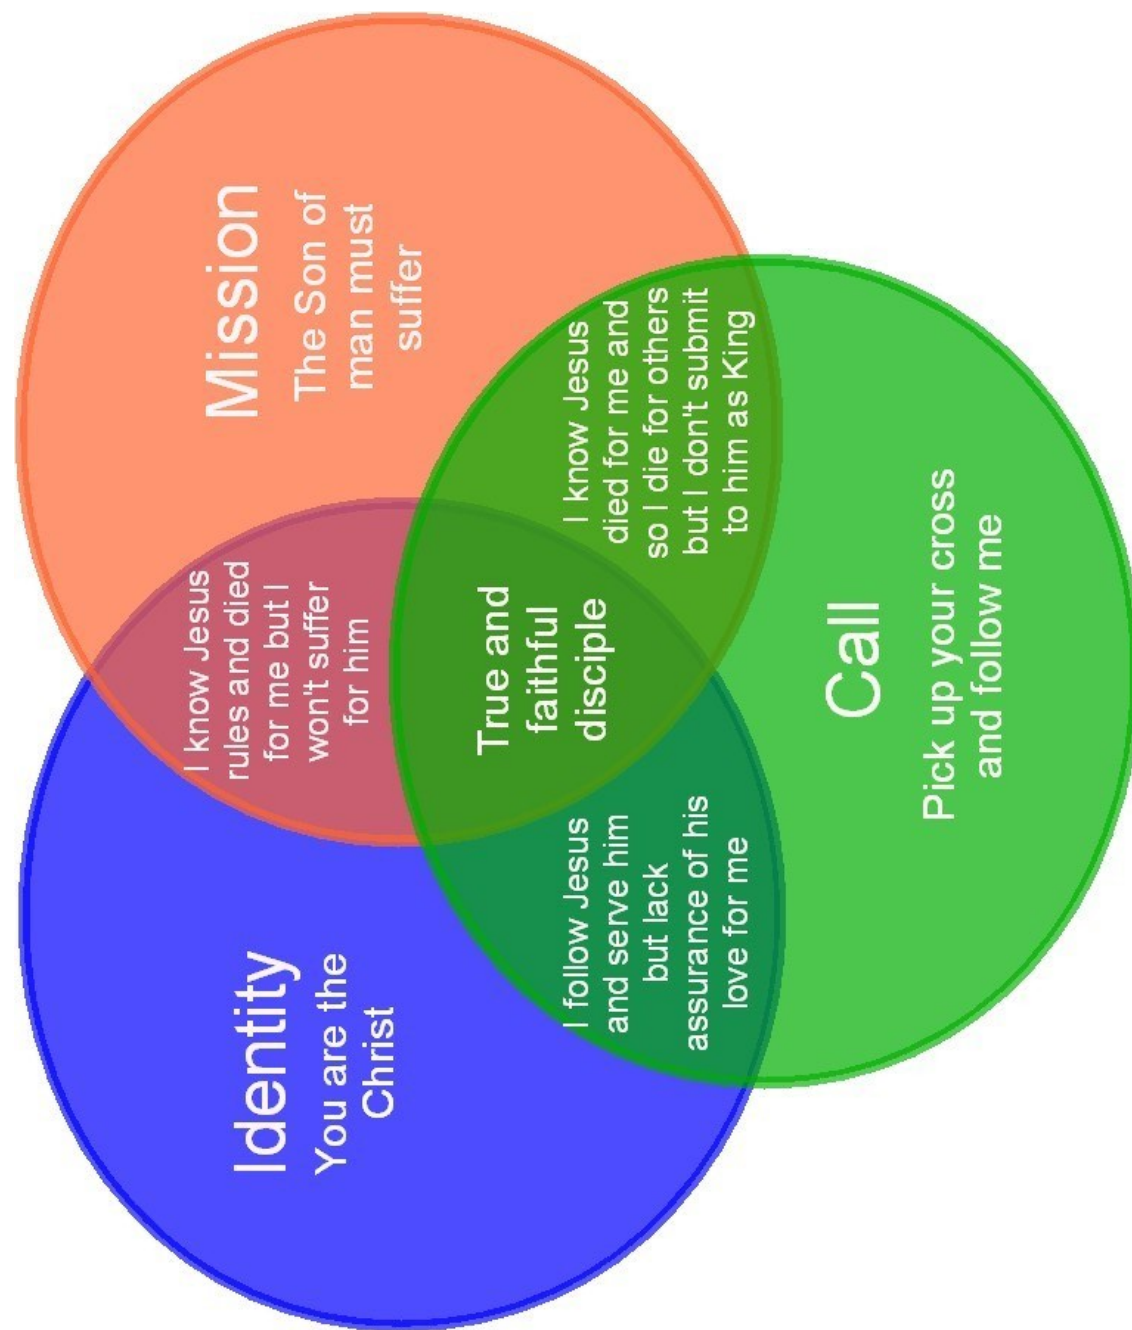 Identity
You are the
Christ
I know Jesus
rules and died
for me but I
won't suffer
for him
Mission
The Son of
man must
suffer
I follow Jesus
and serve him
but lack
assurance of his
love for me
True and
faithful
disciple
I know Jesus
died for me and
so I die for others
but I don't submit
to him as King
Call
Pick up your cross
and follow me